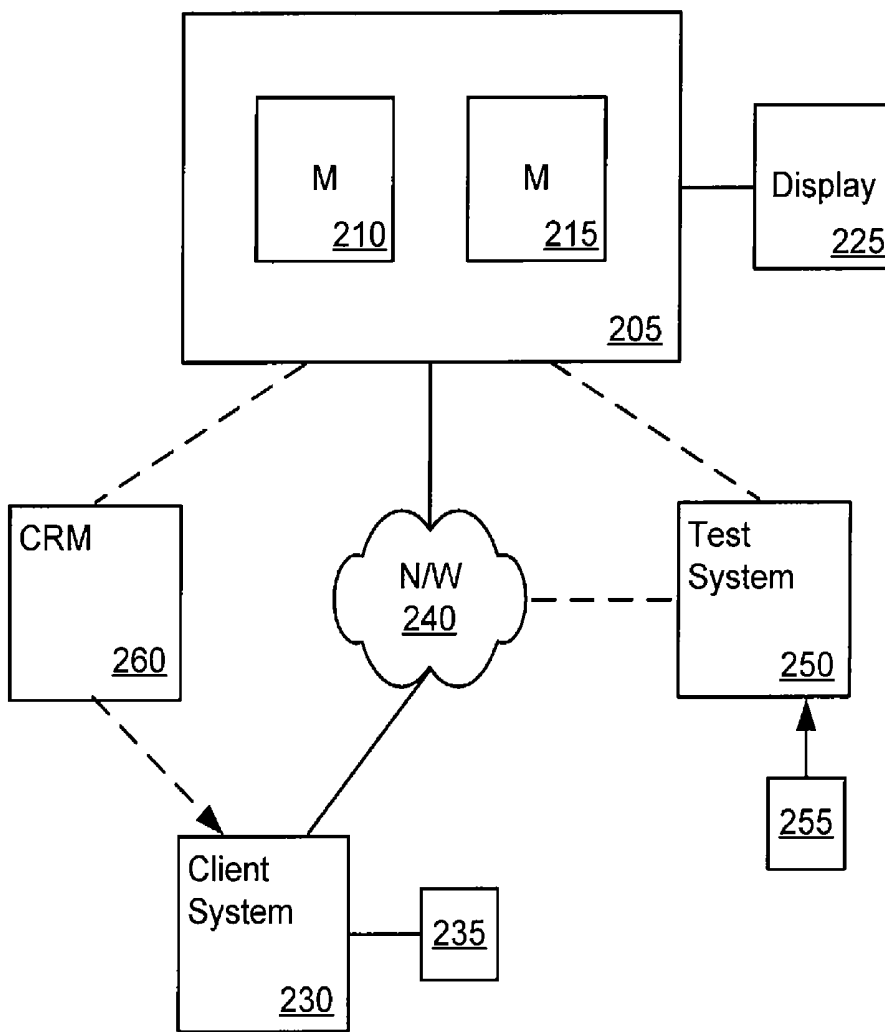 M
210
M
215
205
Display
225
CRM
260
N/W
240
Test
System
250
255
Client
System
230
235